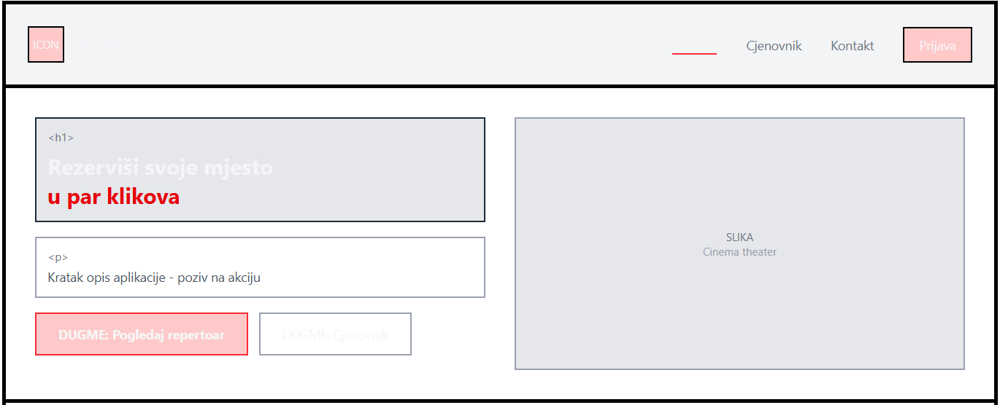 ICON
Cjenovnik
Kontakt
Prijava
<h1>
Rezerviši svoje mjesto
u par klikova
<p>
Kratak opis aplikacije - poziv na akciju
DUGME: Pogledaj repertoar
DUGME: Cjenovnik
SLIKA
Cinema theater